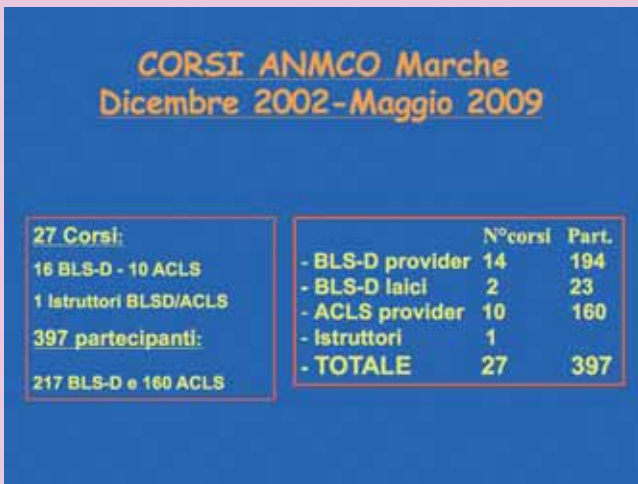 CORSI ANMCO Marche
Dicembre 2002-Maggio 2009
27 Corsi:
16 BLS-D - 10 ACLS
1 Istruttori BLSD/ACLS
397 partecipanti:
217 BLS-D e 160 ACLS
N°corsi Part.
- BLS-D provider 14 194
- BLS-D laici 2 23
- ACLS provider 10 160
- Istruttori 1
- TOTALE 27 397